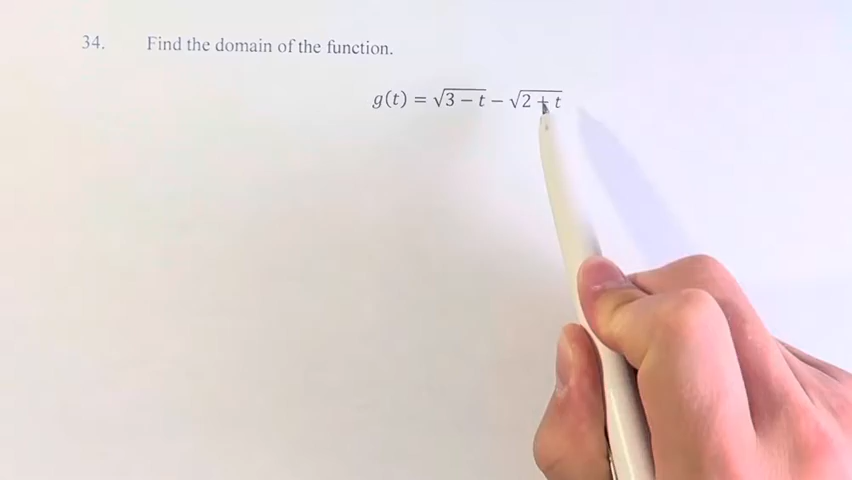 34. Find the domain of the function.
g(t) = √3 − t − √2 + t